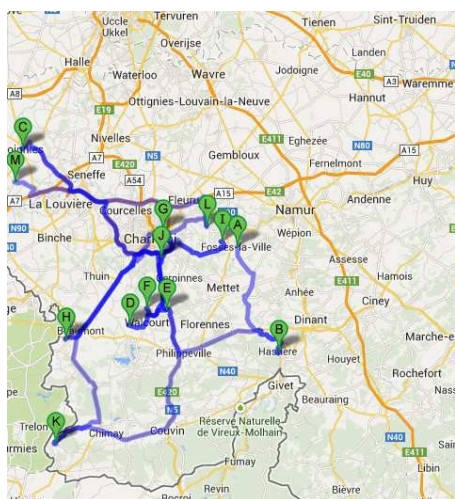 Tervuren
Uccle
Ukkel
Overijse
Tienen
Sint-Truiden
Halle
Waterloo
Wavre
Jodoigne
Landen
E40
A3
Waremme
A8
Ottignies-Louvain-la-Neuve
Hannut
E19
C
Nivelles
N5
E411
Eghezée
N80
A15
M
A7
Seneffe
E420
A54
Gembloux
Fernelmont
Huy
A7
La Louvière
Courcelles
G
Fleuru
L
A15
E42
Andenne
N90
Binche
Charl
J
I
A
Namur
Wépion
Fosses-la-Ville
Thuin
erpinnes
Assesse
Mettet
Anhée
Hamois
D
F
E
Ciney
H
Walcourt
Florennes
B
Dinant
E411
Marche-e
Philippeville
Hastière
Houyet
N40
Givet
Rochefort
E420
Beauraing
Nass
K
Trelon
N5
Chimay
Couvin
Réserve Naturelle
de Vireux-Molhain
N40
Fumay
Bièvre
E411
Rocroi
Revin
Libin